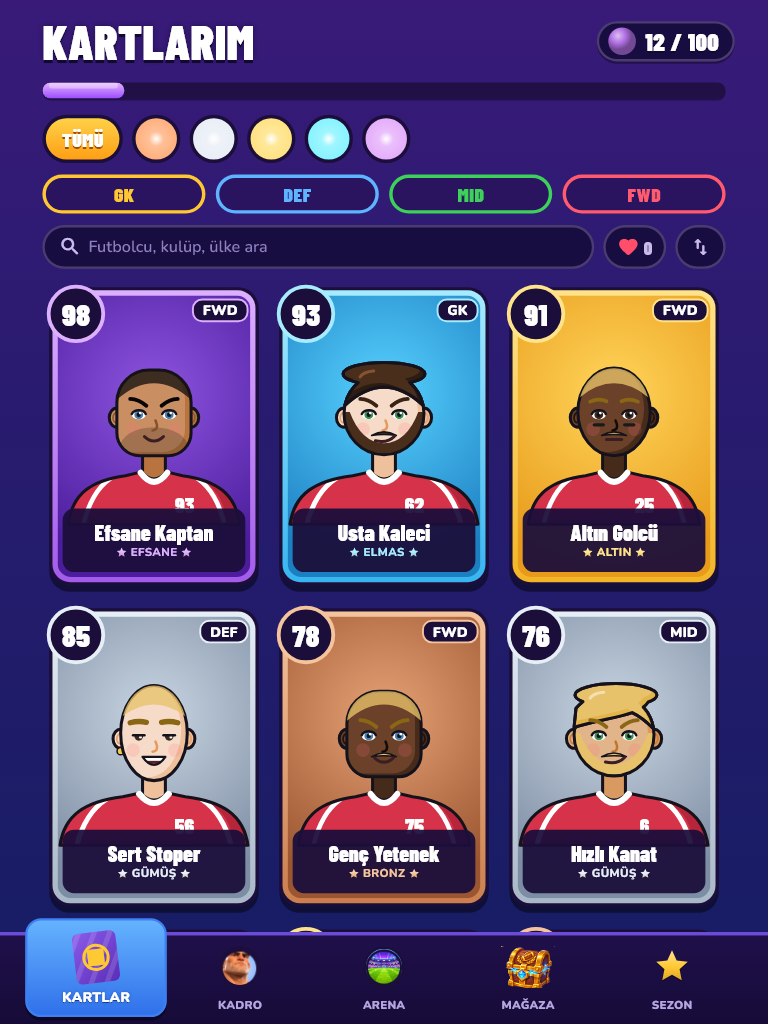 KARTLARIM
12 / 100
TÜMÜ
GK DEF MID FWD
Futbolcu, kulüp, ülke ara
0
98 FWD
93
Efsane Kaptan
★ EFSANE ★
93 GK
62
Usta Kaleci
★ ELMAS ★
91 FWD
25
Altın Golcü
★ ALTIN ★
85 DEF
56
Sert Stoper
★ GÜMÜŞ ★
78 FWD
75
Genç Yetenek
★ BRONZ ★
76 MID
6
Hızlı Kanat
★ GÜMÜŞ ★
KARTLAR
KADRO
ARENA
MAĞAZA
SEZON